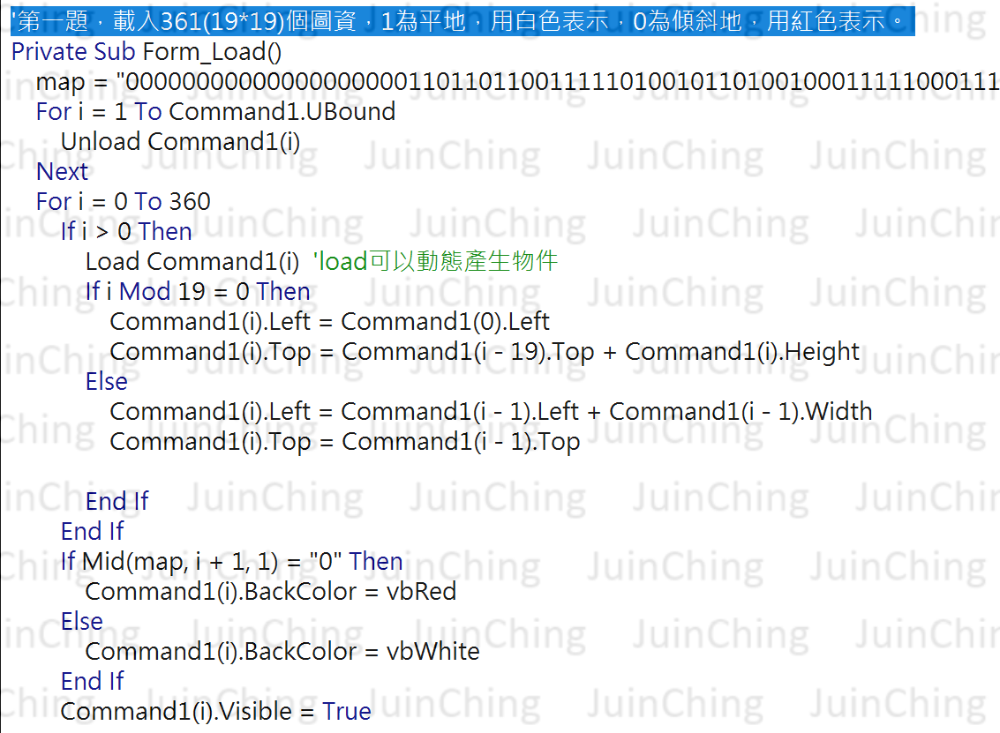 '第一題，載入361(19*19)個圖資，1為平地，用白色表示，0為傾斜地，用紅色表示。
Private Sub Form_Load()
map = "00000000000000000000110110110011111010010110100100011111000111
For i = 1 To Command1.UBound
Unload Command1(i)
Next
For i = 0 To 360
If i > 0 Then
Load Command1(i) 'load可以動態產生物件
If i Mod 19 = 0 Then
Command1(i).Left = Command1(0).Left
Command1(i).Top = Command1(i - 19).Top + Command1(i).Height
Else
Command1(i).Left = Command1(i - 1).Left + Command1(i - 1).Width
Command1(i).Top = Command1(i - 1).Top
End If
End If
If Mid(map, i + 1, 1) = "0" Then
Command1(i).BackColor = vbRed
Else
Command1(i).BackColor = vbWhite
End If
Command1(i).Visible = True